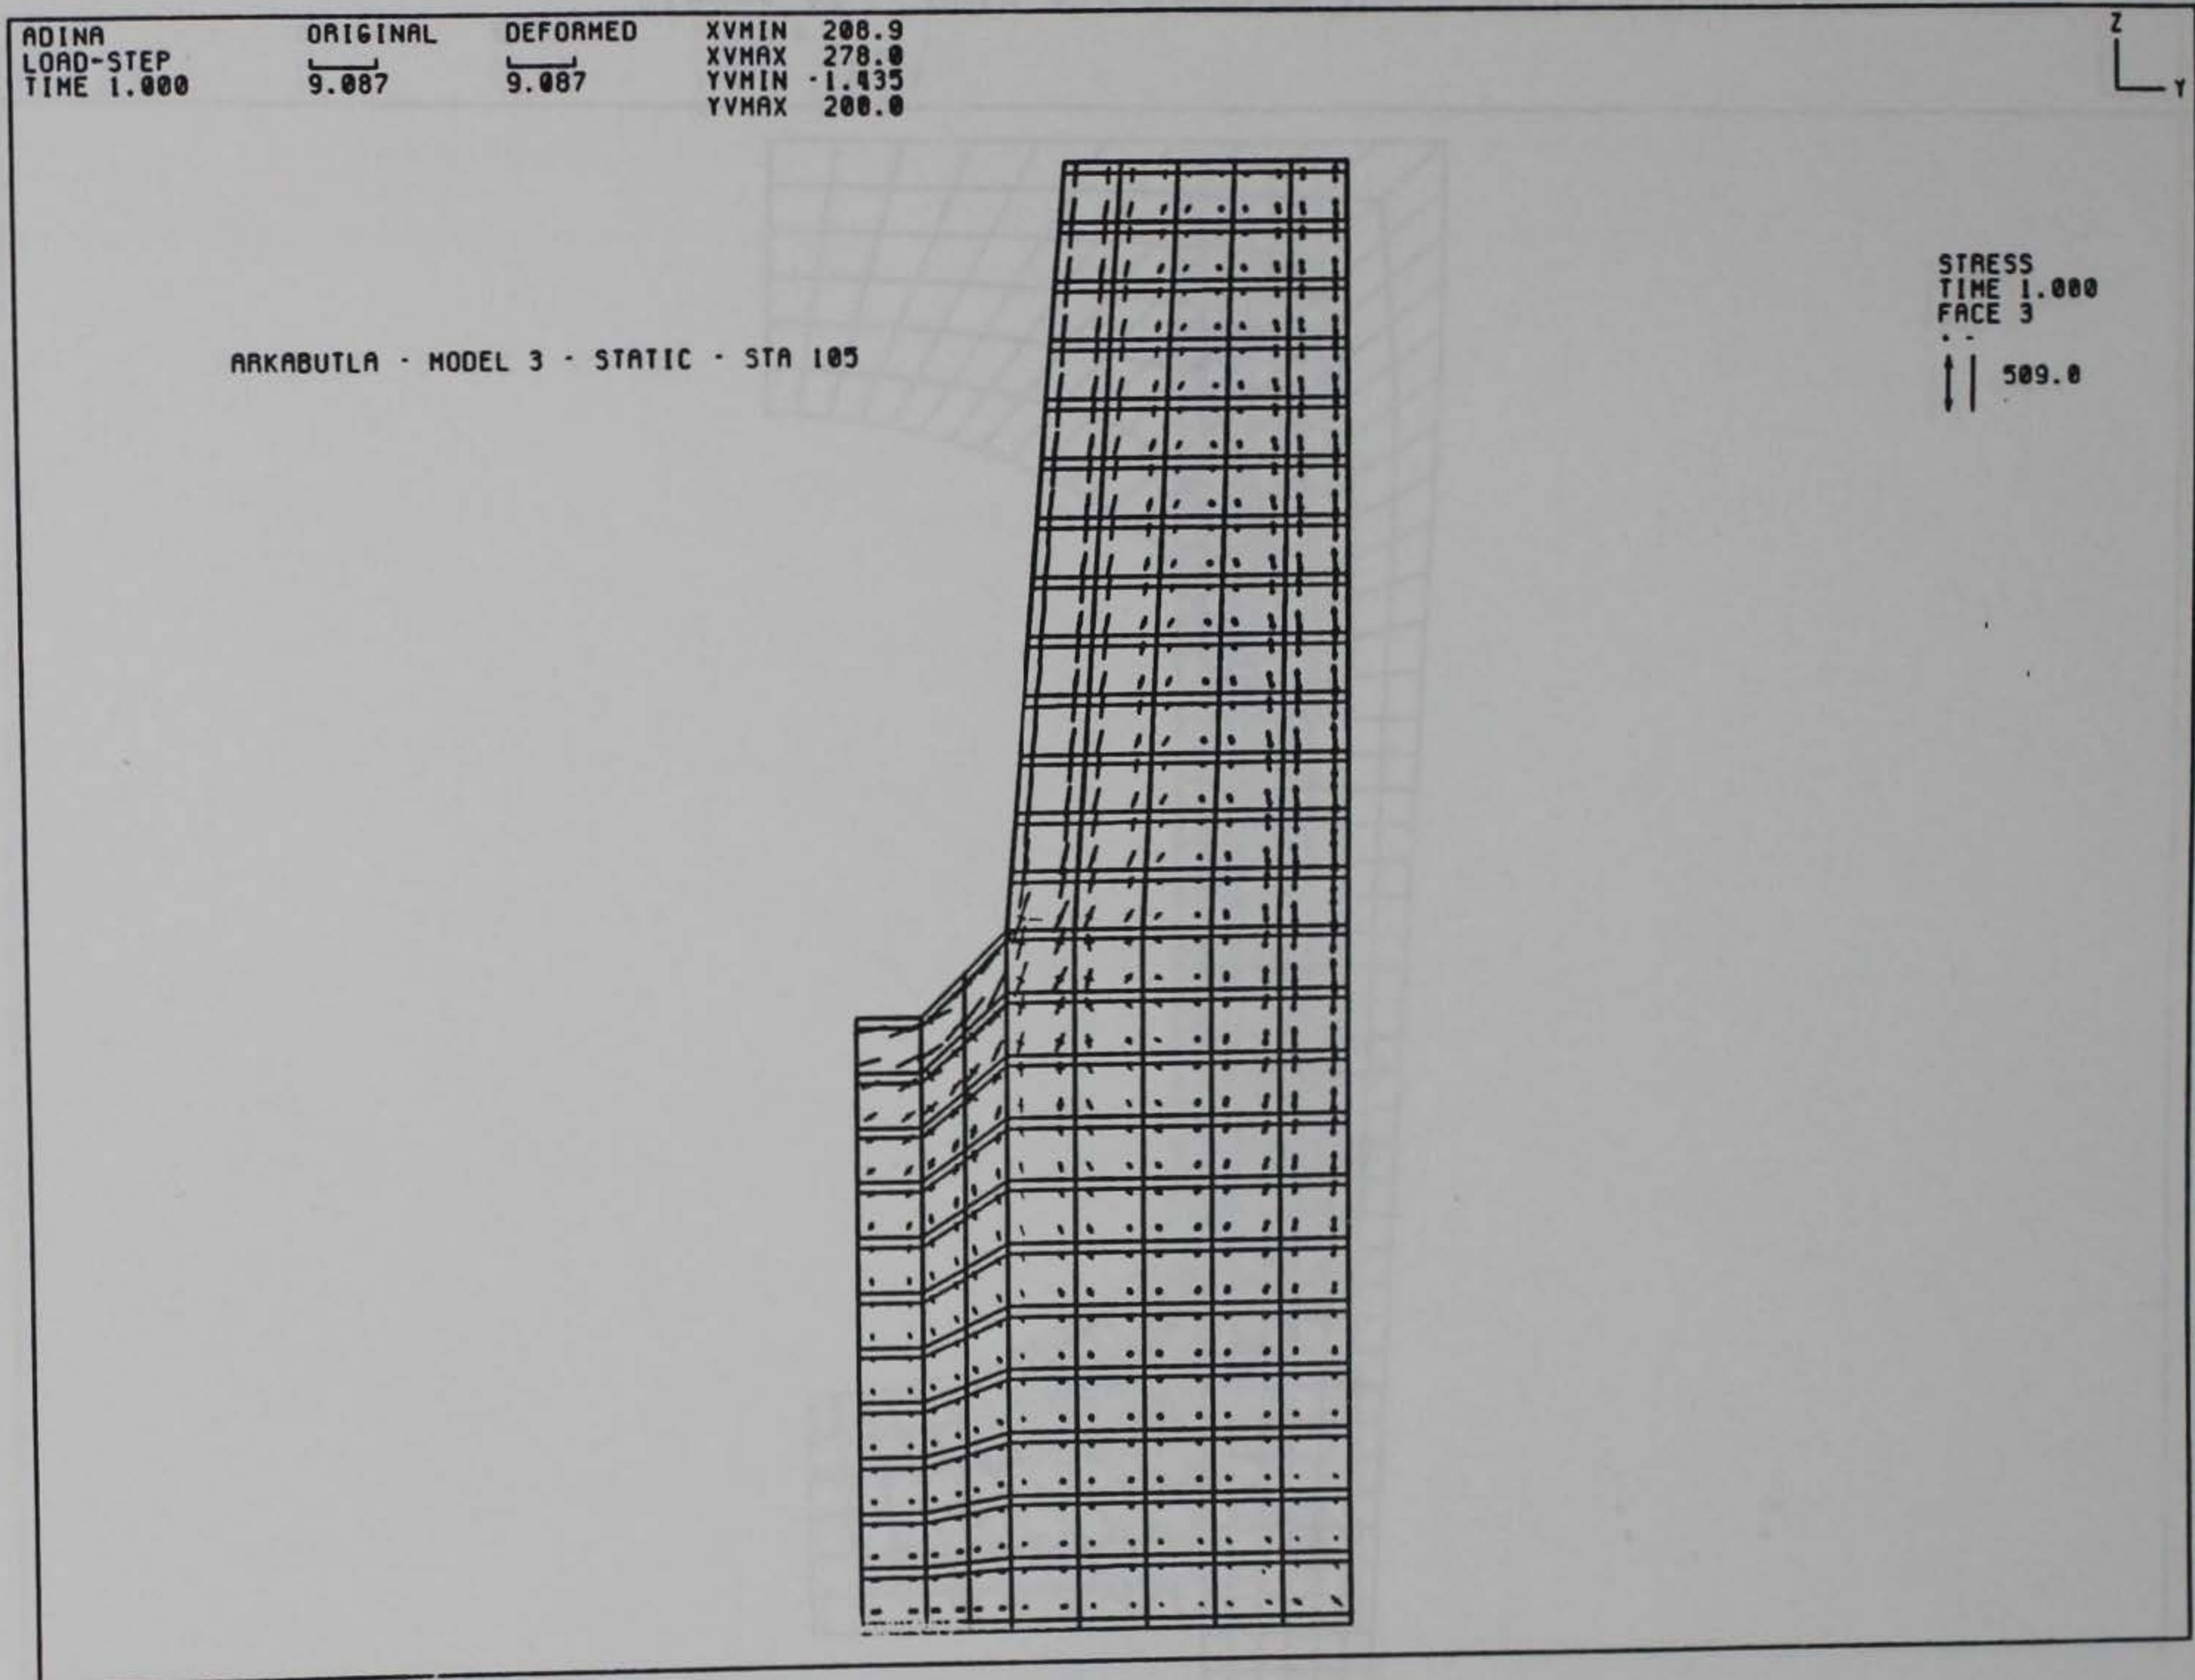 ADINA ORIGINAL DEFORMED XVMIN 208.9
LOAD-STEP XVMAX 278.0
TIME 1.000 9.087 9.087 YVMIN -1.435
YVMAX 200.0
Z
Y
ARKABUTLA - MODEL 3 - STATIC - STA 105
STRESS
TIME 1.000
FACE 3
509.0